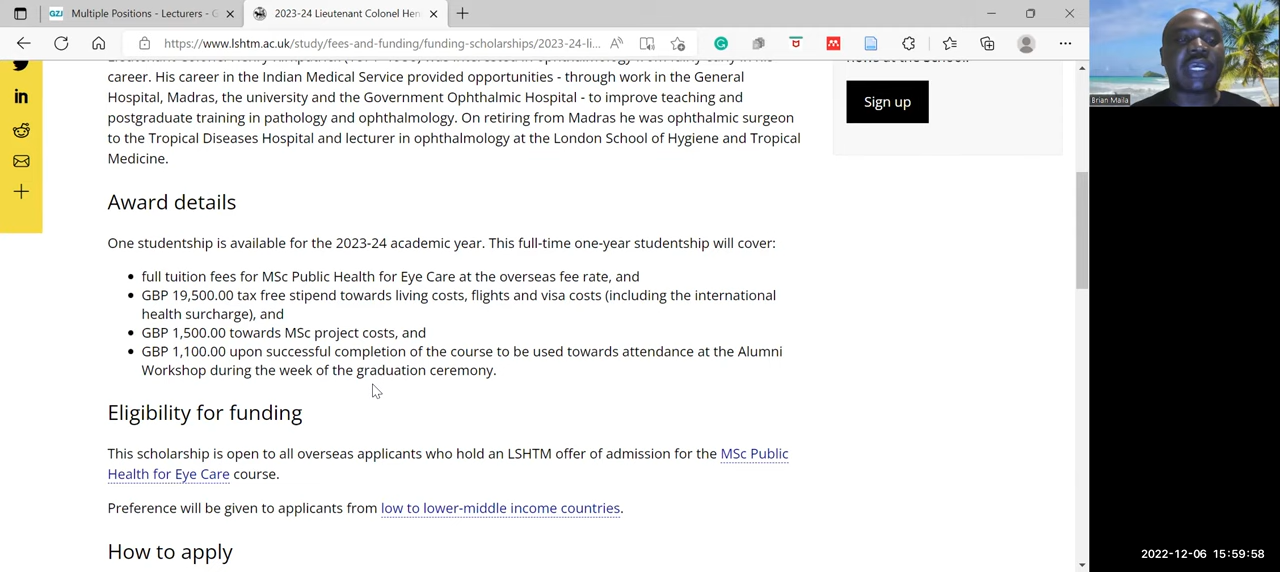 Multiple Positions - Lecturers - G
2023-24 Lieutenant Colonel Hen
https://www.lshtm.ac.uk/study/fees-and-funding/funding-scholarships/2023-24-li...
career. His career in the Indian Medical Service provided opportunities - through work in the General
Hospital, Madras, the university and the Government Ophthalmic Hospital - to improve teaching and
postgraduate training in pathology and ophthalmology. On retiring from Madras he was ophthalmic surgeon
to the Tropical Diseases Hospital and lecturer in ophthalmology at the London School of Hygiene and Tropical
Medicine.
Sign up
Brian Maila
Award details
One studentship is available for the 2023-24 academic year. This full-time one-year studentship will cover:
full tuition fees for MSc Public Health for Eye Care at the overseas fee rate, and
GBP 19,500.00 tax free stipend towards living costs, flights and visa costs (including the international
health surcharge), and
GBP 1,500.00 towards MSc project costs, and
GBP 1,100.00 upon successful completion of the course to be used towards attendance at the Alumni
Workshop during the week of the graduation ceremony.
Eligibility for funding
This scholarship is open to all overseas applicants who hold an LSHTM offer of admission for the MSc Public
Health for Eye Care course.
Preference will be given to applicants from low to lower-middle income countries.
How to apply
2022-12-06 15:59:58